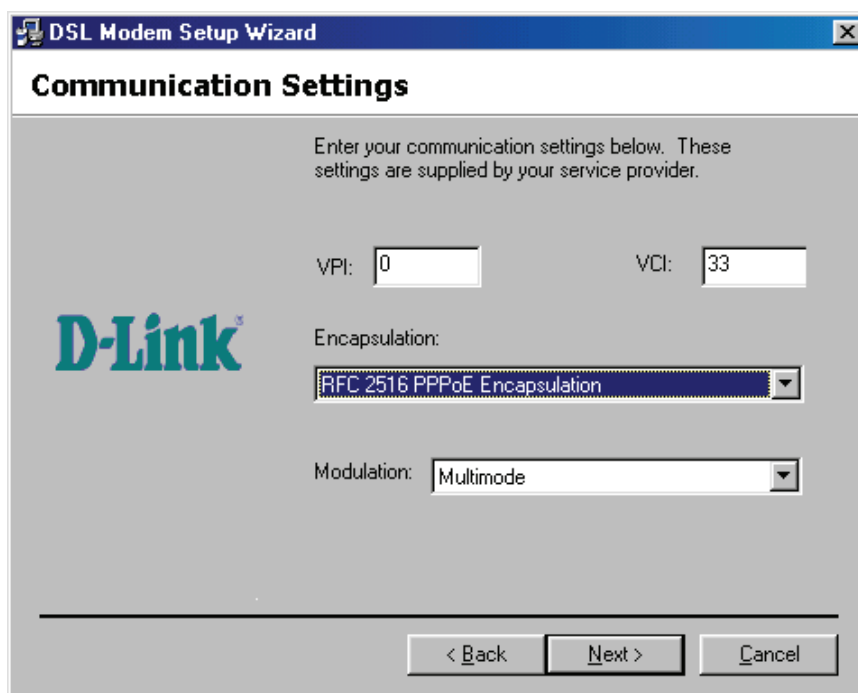 DSL Modem Setup Wizard
Communication Settings
Enter your communication settings below. These
settings are supplied by your service provider.
VPI: 0 VCI: 33
D-Link®
Encapsulation:
RFC 2516 PPPoE Encapsulation
Modulation: Multimode
< Back Next > Cancel